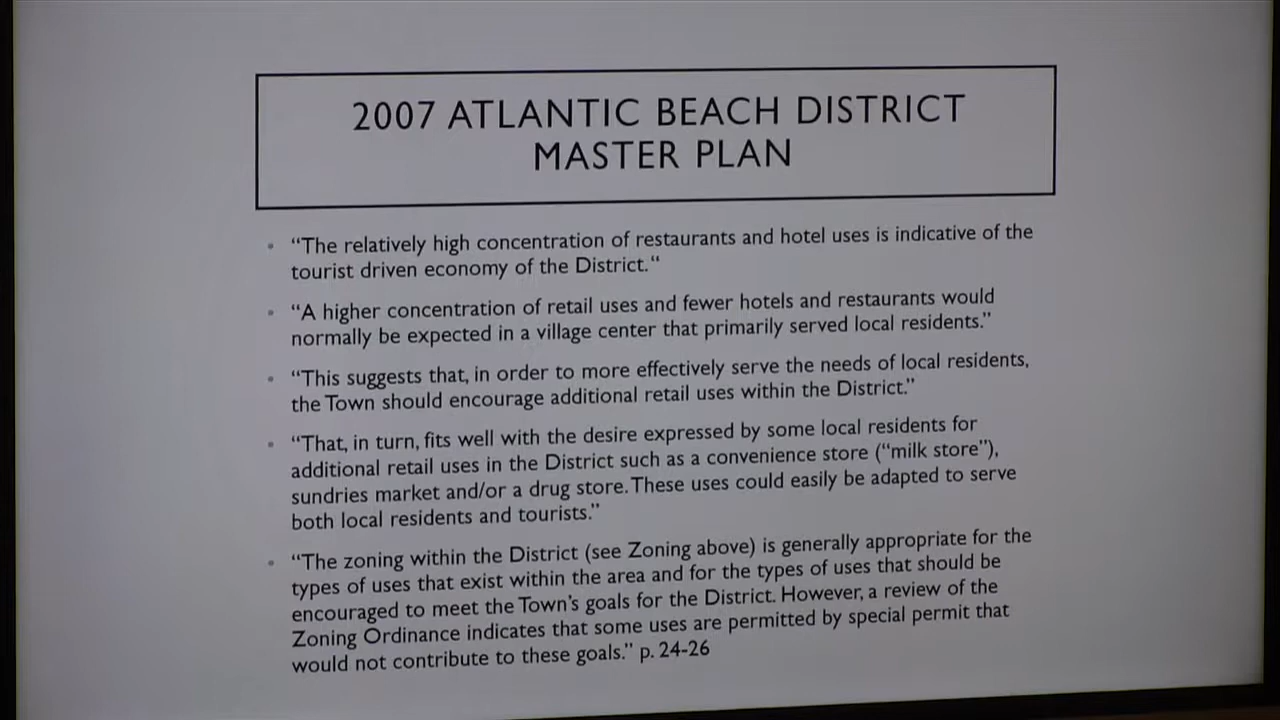 2007 ATLANTIC BEACH DISTRICT
MASTER PLAN
• “The relatively high concentration of restaurants and hotel uses is indicative of the
tourist driven economy of the District.“
• “A higher concentration of retail uses and fewer hotels and restaurants would
normally be expected in a village center that primarily served local residents.”
• “This suggests that, in order to more effectively serve the needs of local residents,
the Town should encourage additional retail uses within the District.”
• “That, in turn, fits well with the desire expressed by some local residents for
additional retail uses in the District such as a convenience store (“milk store”),
sundries market and/or a drug store. These uses could easily be adapted to serve
both local residents and tourists.”
• “The zoning within the District (see Zoning above) is generally appropriate for the
types of uses that exist within the area and for the types of uses that should be
encouraged to meet the Town’s goals for the District. However, a review of the
Zoning Ordinance indicates that some uses are permitted by special permit that
would not contribute to these goals.” p. 24-26